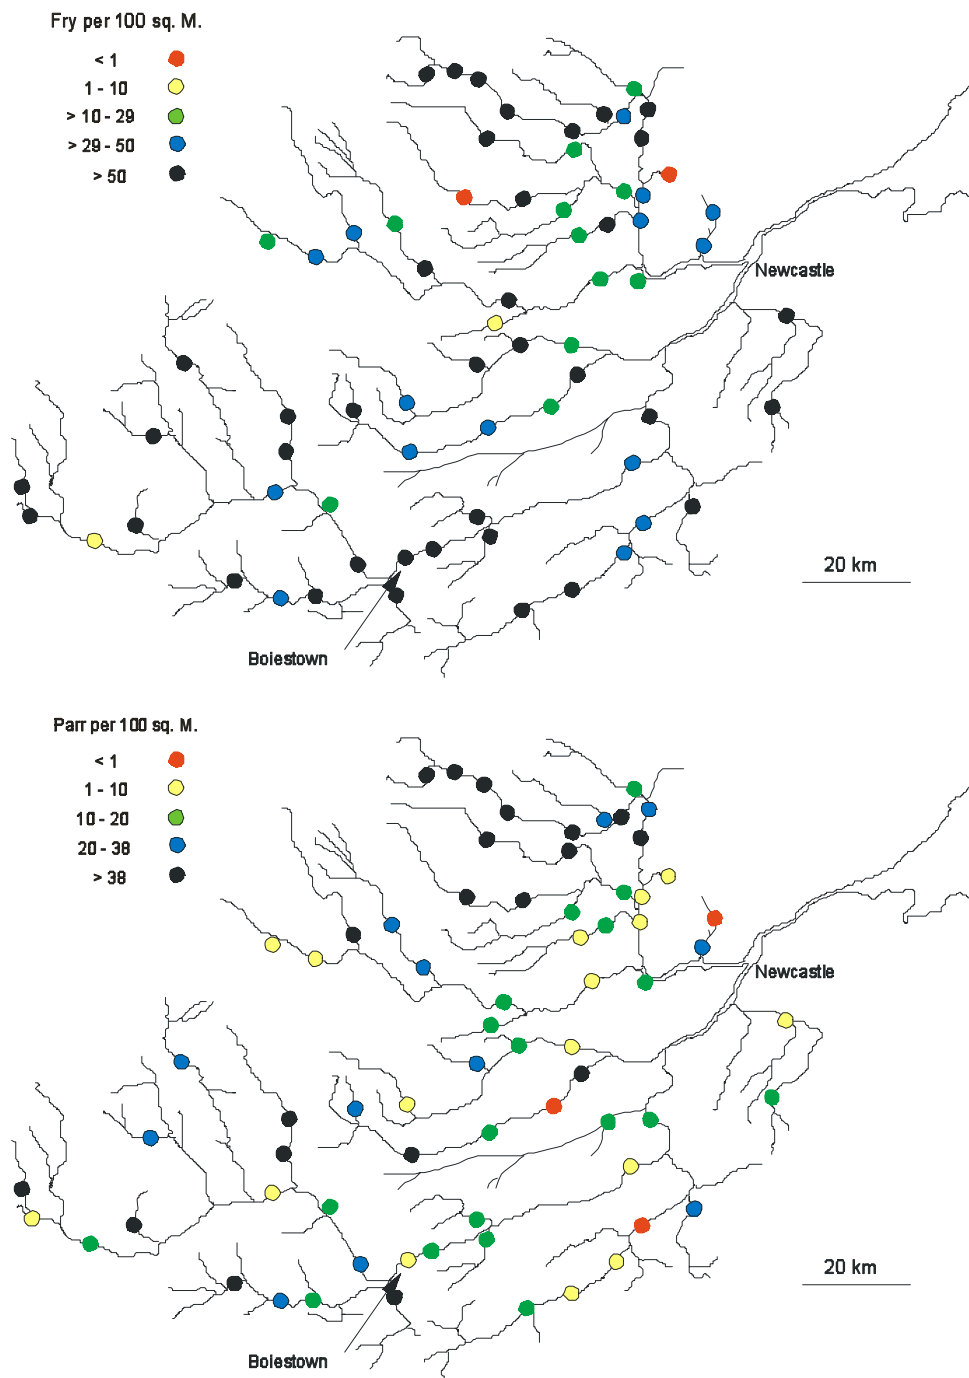 Fry per 100 sq. M.
< 1
1 - 10
> 10 - 29
> 29 - 50
> 50
Newcastle
20 km
Boiestown
Parr per 100 sq. M.
< 1
1 - 10
10 - 20
20 - 38
> 38
Newcastle
20 km
Boiestown